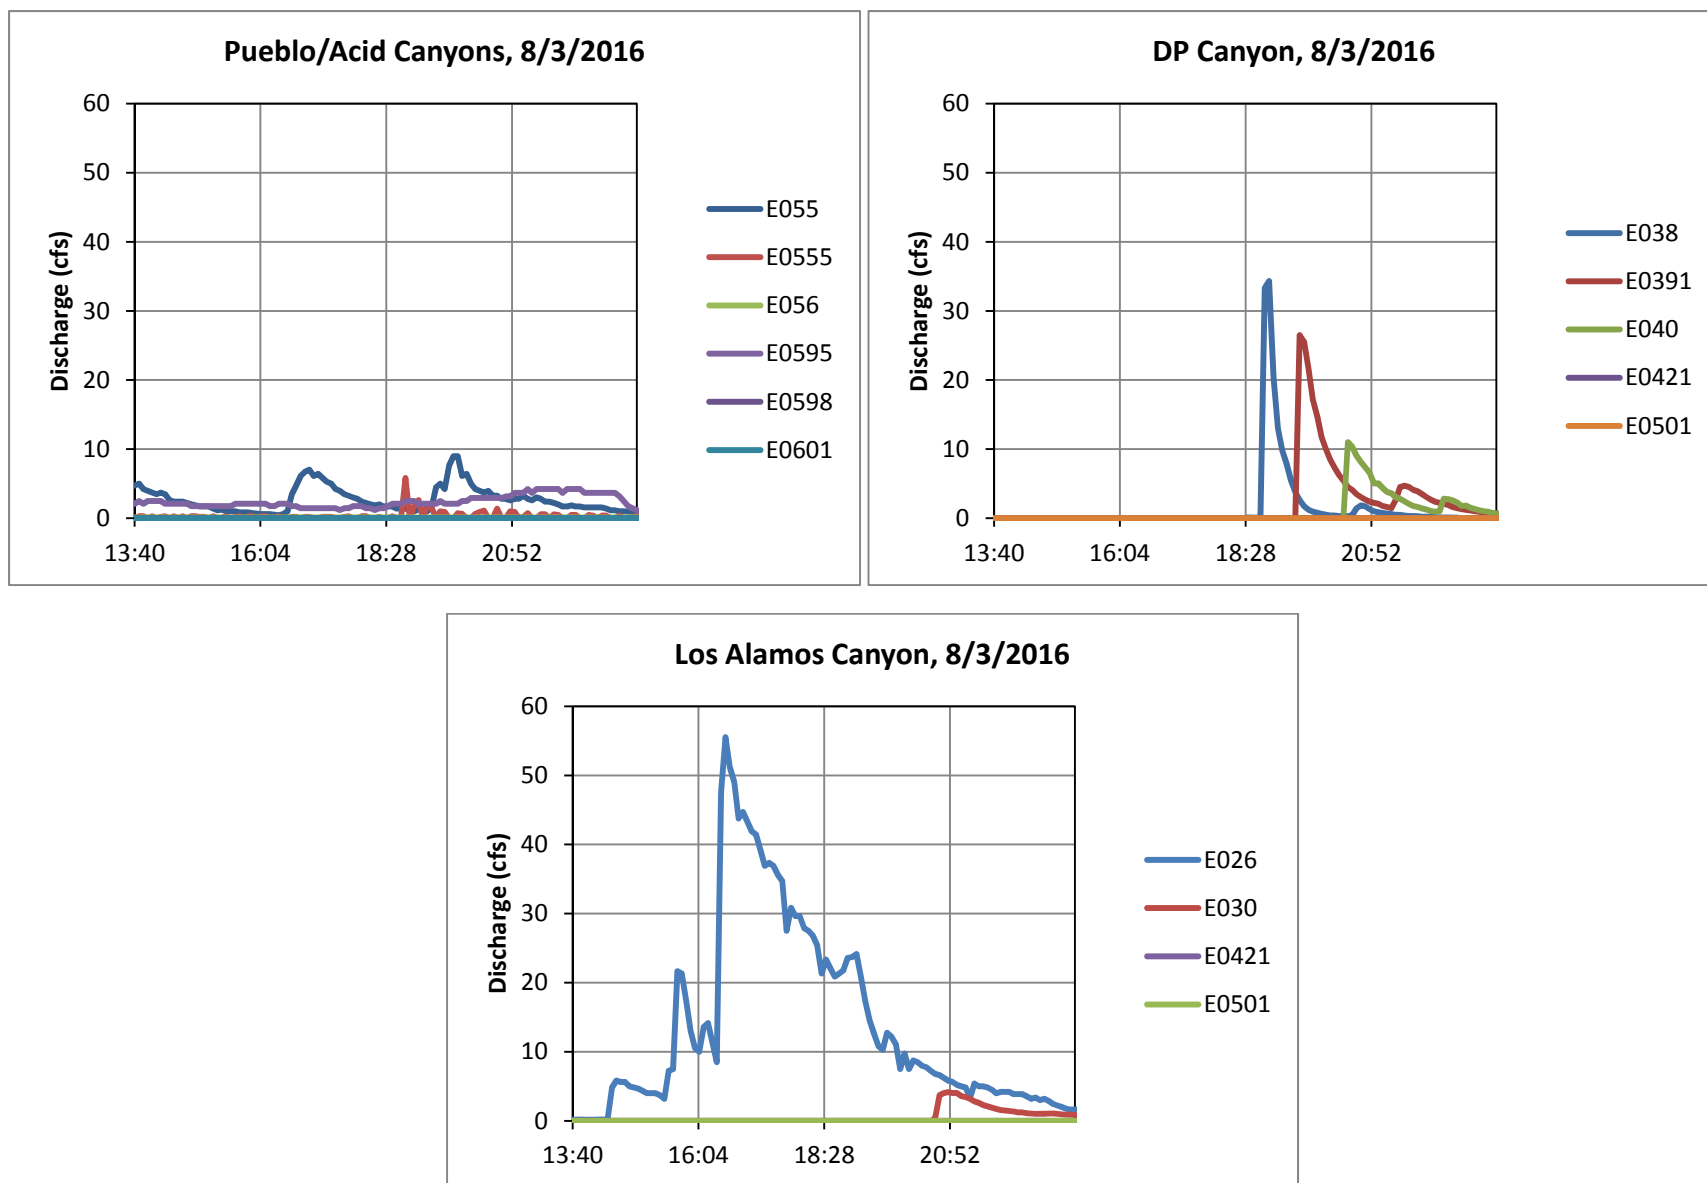 Pueblo/Acid Canyons, 8/3/2016
Discharge (cfs)
60
50
40
30
20
10
0
13:40 16:04 18:28 20:52
E055
E0555
E056
E0595
E0598
E0601
DP Canyon, 8/3/2016
Discharge (cfs)
60
50
40
30
20
10
0
13:40 16:04 18:28 20:52
E038
E0391
E040
E0421
E0501
Los Alamos Canyon, 8/3/2016
Discharge (cfs)
60
50
40
30
20
10
0
13:40 16:04 18:28 20:52
E026
E030
E0421
E0501